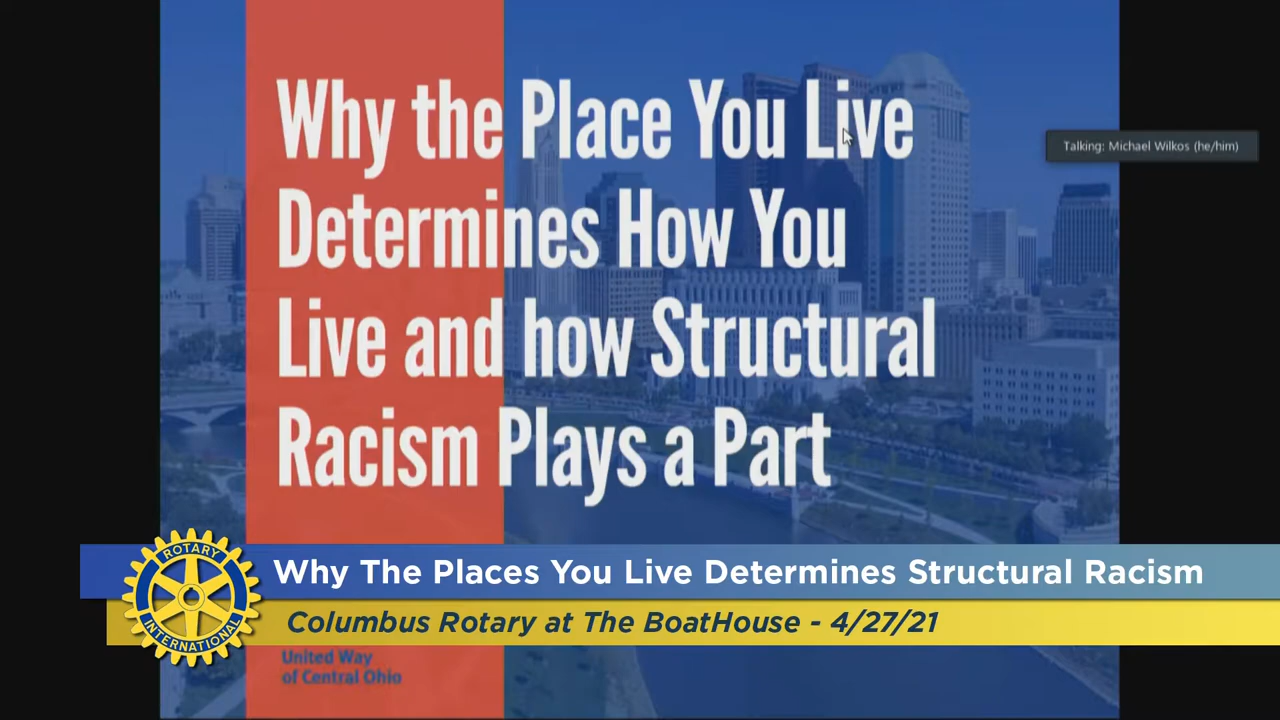 Why the Place You Live
Determines How You
Live and how Structural
Racism Plays a Part
Talking: Michael Wilkos (he/him)
ROTARY
INTERNATIONAL
Why The Places You Live Determines Structural Racism
Columbus Rotary at The BoatHouse - 4/27/21
United Way
of Central Ohio